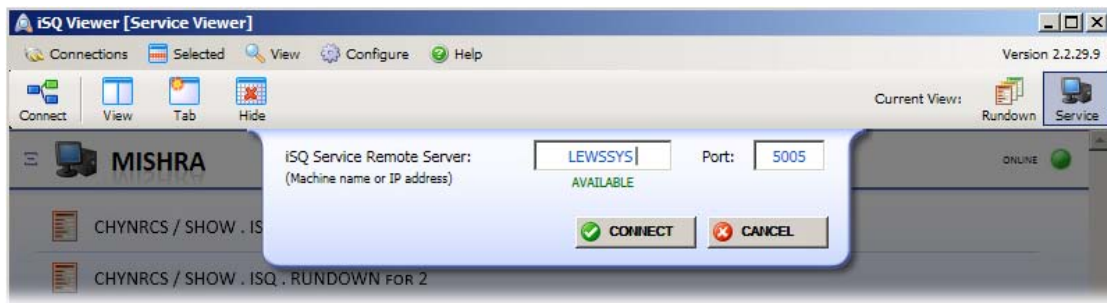 iSQ Viewer [Service Viewer]
Connections Selected View Configure Help Version 2.2.29.9
Connect View Tab Hide Current View: Rundown Service
iSQ Service Remote Server: LEWSSYS Port: 5005
(Machine name or IP address) AVAILABLE
MISHRA ONLINE
CONNECT CANCEL
CHYNRCS / SHOW . IS
CHYNRCS / SHOW . ISQ . RUNDOWN FOR 2